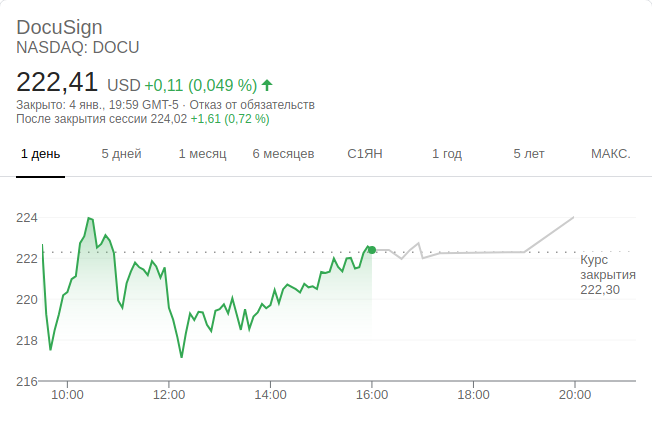 DocuSign
NASDAQ: DOCU
222,41 USD +0,11 (0,049 %)
Закрыто: 4 янв., 19:59 GMT-5 · Отказ от обязательств
После закрытия сессии 224,02 +1,61 (0,72 %)
1 день 5 дней 1 месяц 6 месяцев С1ЯН 1 год 5 лет МАКС.
224
222
220
218
216
Курс
закрытия
222,30
10:00 12:00 14:00 16:00 18:00 20:00